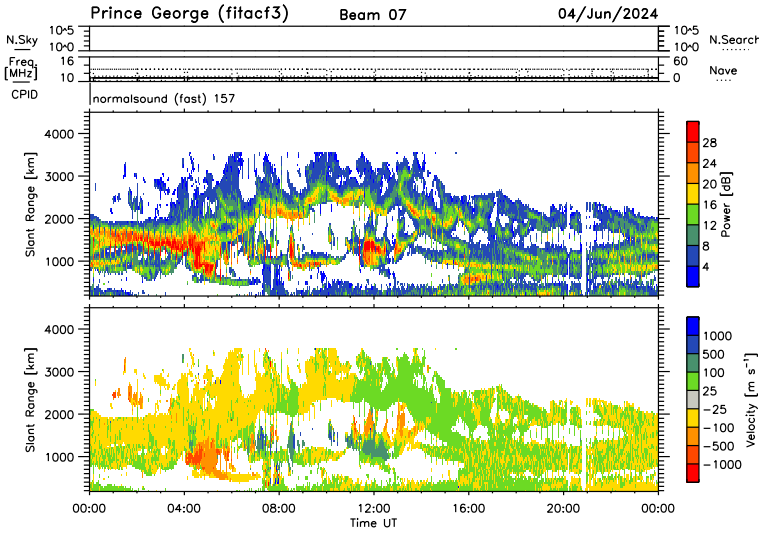 Prince George (fitacf3) Beam 07 04/Jun/2024
N.Sky 10^5 10^5 N.Search
10^0 10^0
Freq. 16 60
[MHz] 10 0 Nave
CPID normalsound (fast) 157
Slant Range [km]
4000
3000
2000
1000
28
24
20
16
12
8
4
Power [dB]
Slant Range [km]
4000
3000
2000
1000
1000
500
100
25
-25
-100
-500
-1000
Velocity [m s-1]
00:00 04:00 08:00 12:00 16:00 20:00 00:00
Time UT